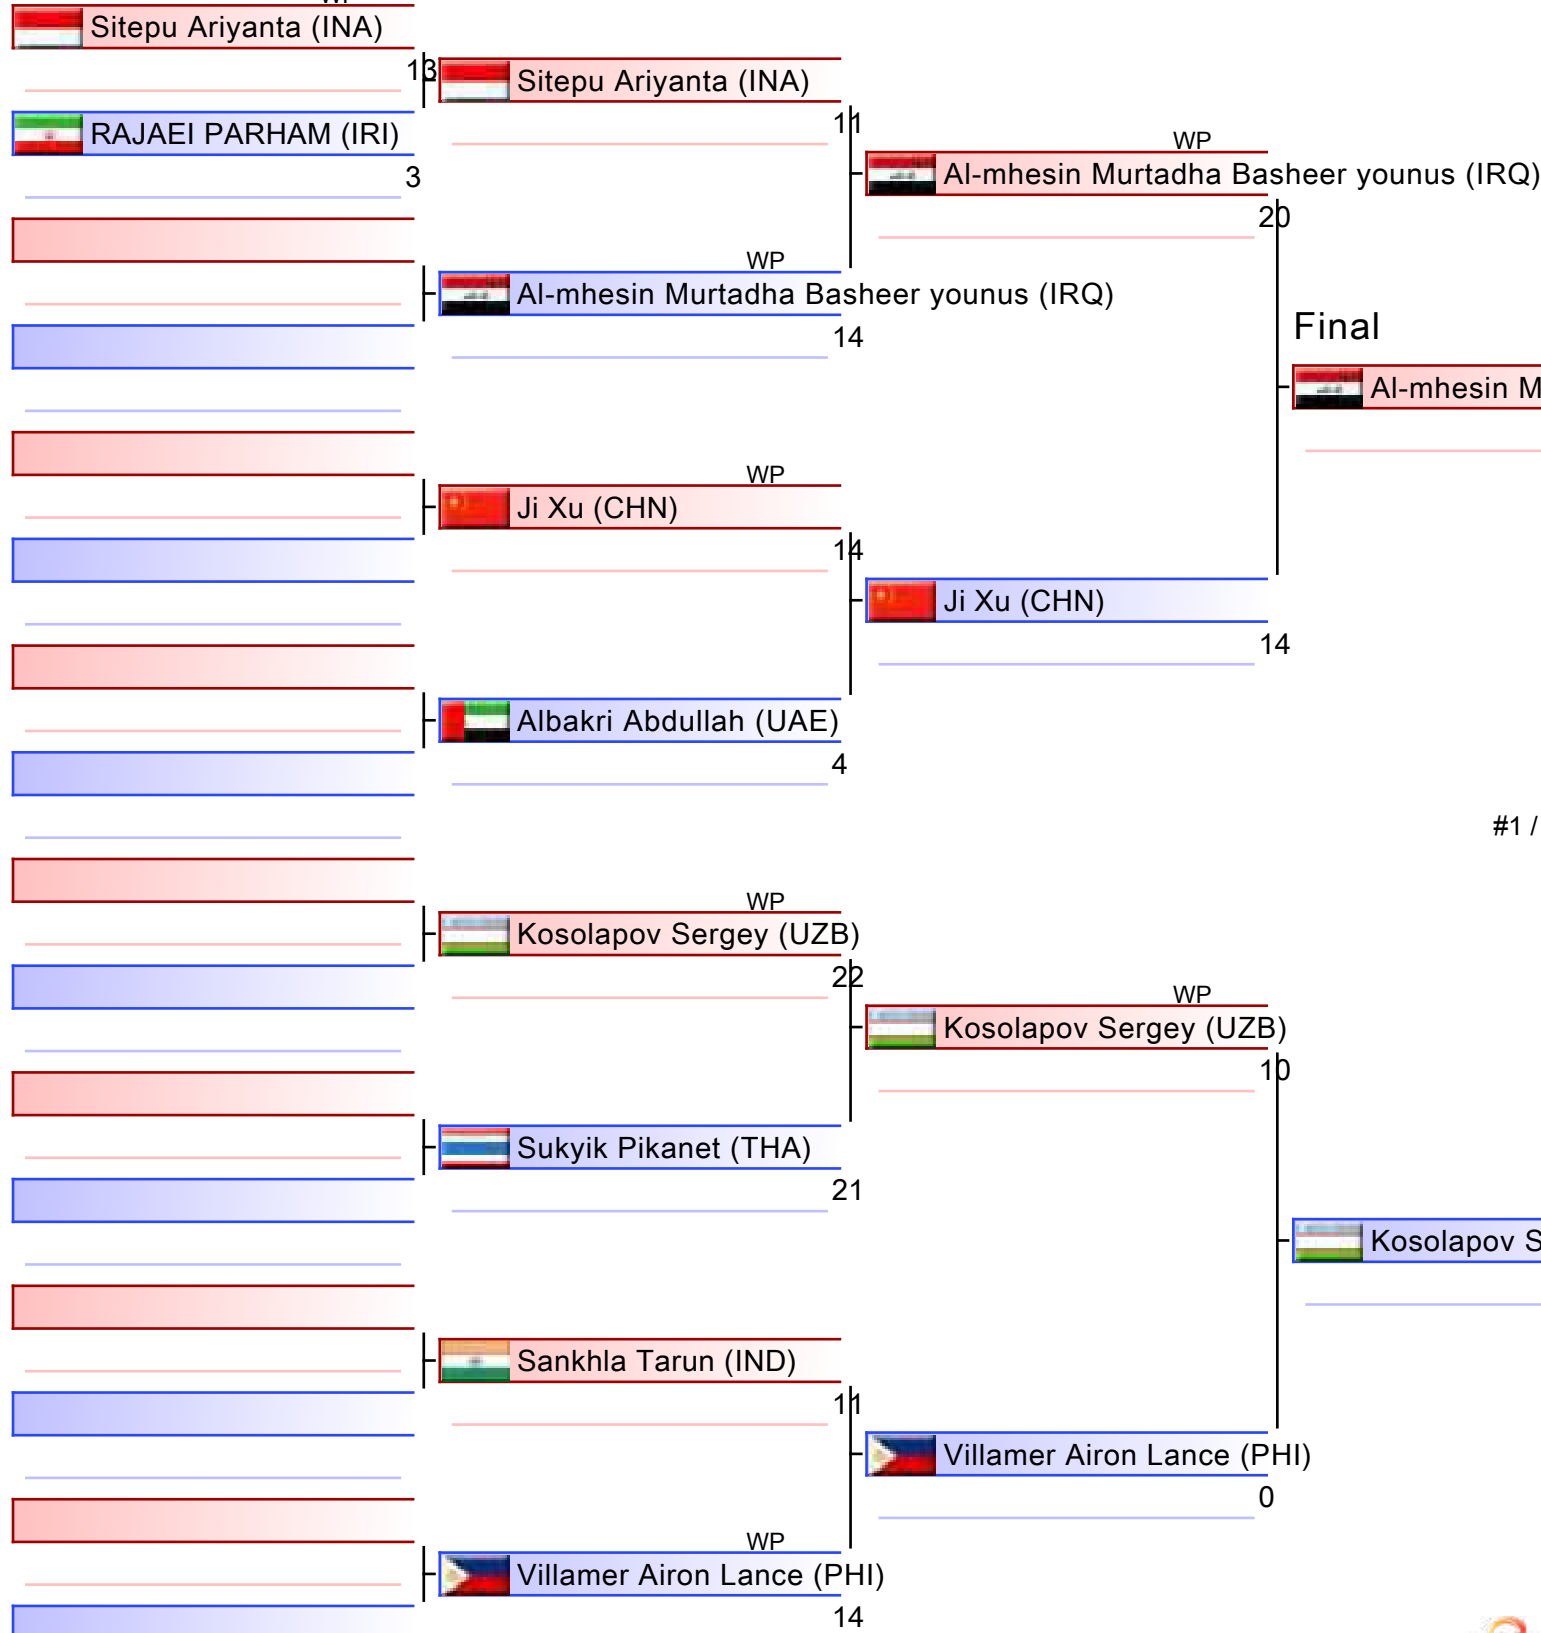 WP
Sitepu Ariyanta (INA)
13
RAJAEI PARHAM (IRI)
3
Sitepu Ariyanta (INA)
11
WP
Al-mhesin Murtadha Basheer younus (IRQ)
14
WP
Ji Xu (CHN)
14
Albakri Abdullah (UAE)
4
WP
Kosolapov Sergey (UZB)
22
Sukyik Pikanet (THA)
21
Sankhla Tarun (IND)
11
WP
Villamer Airon Lance (PHI)
14
WP
Al-mhesin Murtadha Basheer younus (IRQ)
20
Ji Xu (CHN)
14
WP
Kosolapov Sergey (UZB)
10
Villamer Airon Lance (PHI)
0
Final
Al-mhesin M
#1 /
Kosolapov S